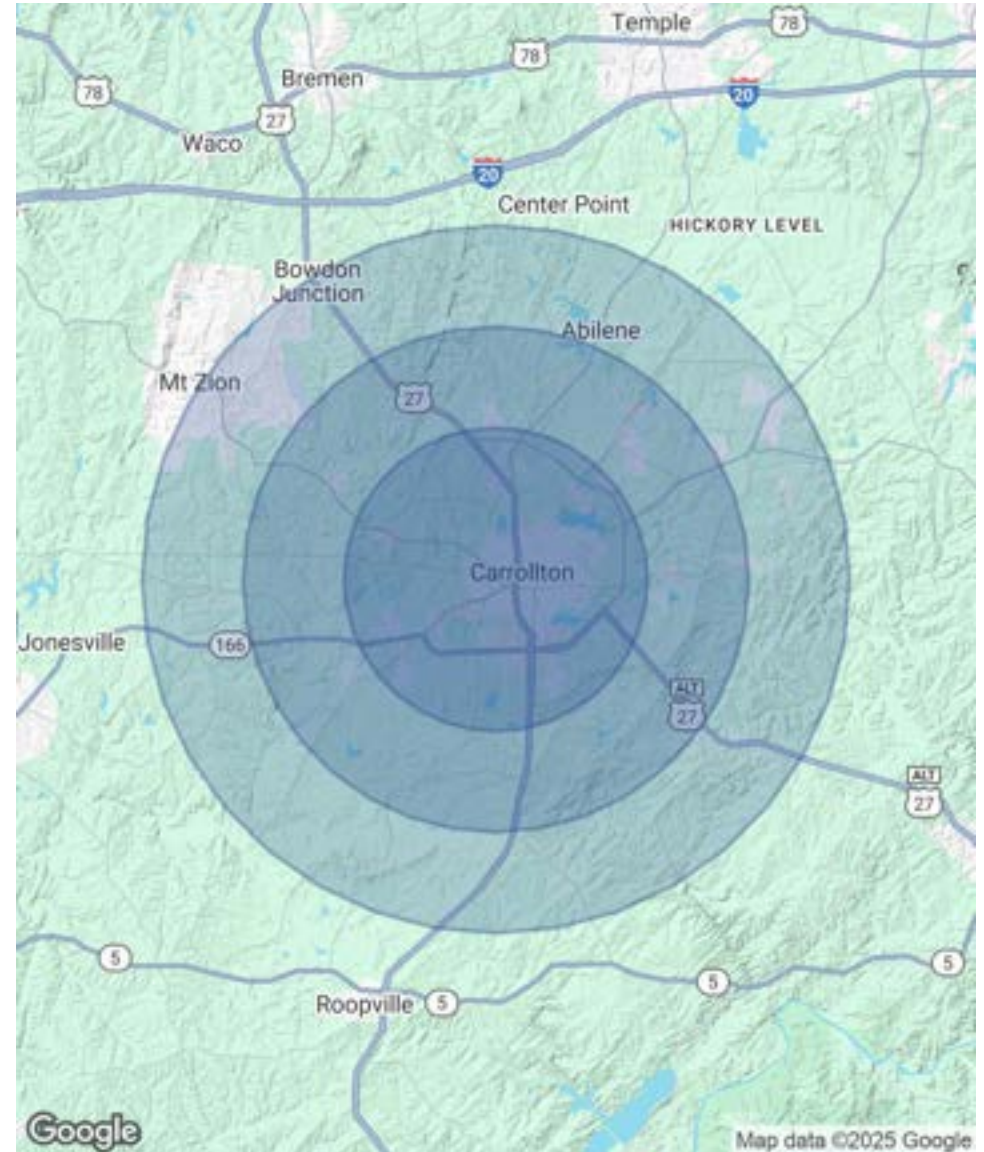 Temple
78
78
Bremen
78
20
27
Waco
20
Center Point
HICKORY LEVEL
Bowdon
Junction
Abilene
Mt Zion
27
Carrollton
Jonesville
166
ALT
27
ALT
27
5
5
5
Roopville
5
Google
Map data ©2025 Google